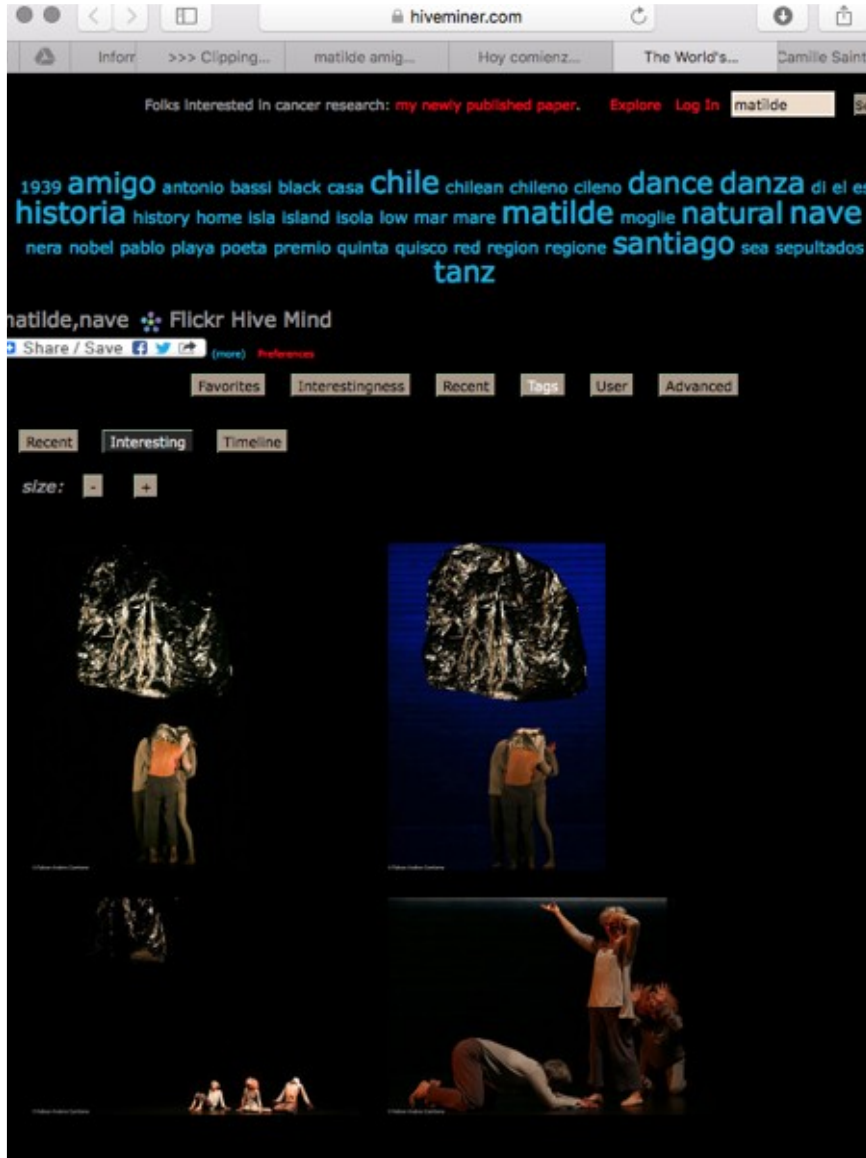 hiveminer.com
Inforr >>> Clipping... matilde amig... Hoy comienz... The World's... Camille Saint
Folks interested in cancer research: my newly published paper. Explore Log In matilde
1939 amigo antonio bassi black casa chile chilean chileno cileno dance danza di el es
historia history home isla island isola low mar mare matilde moglie natural nave
nera nobel pablo playa poeta premio quinta quisco red region regione santiago sea sepultados
tanz
natilde,nave Flickr Hive Mind
Share / Save (more) Preferences
Favorites Interestingness Recent Tags User Advanced
Recent Interesting Timeline
size: - +